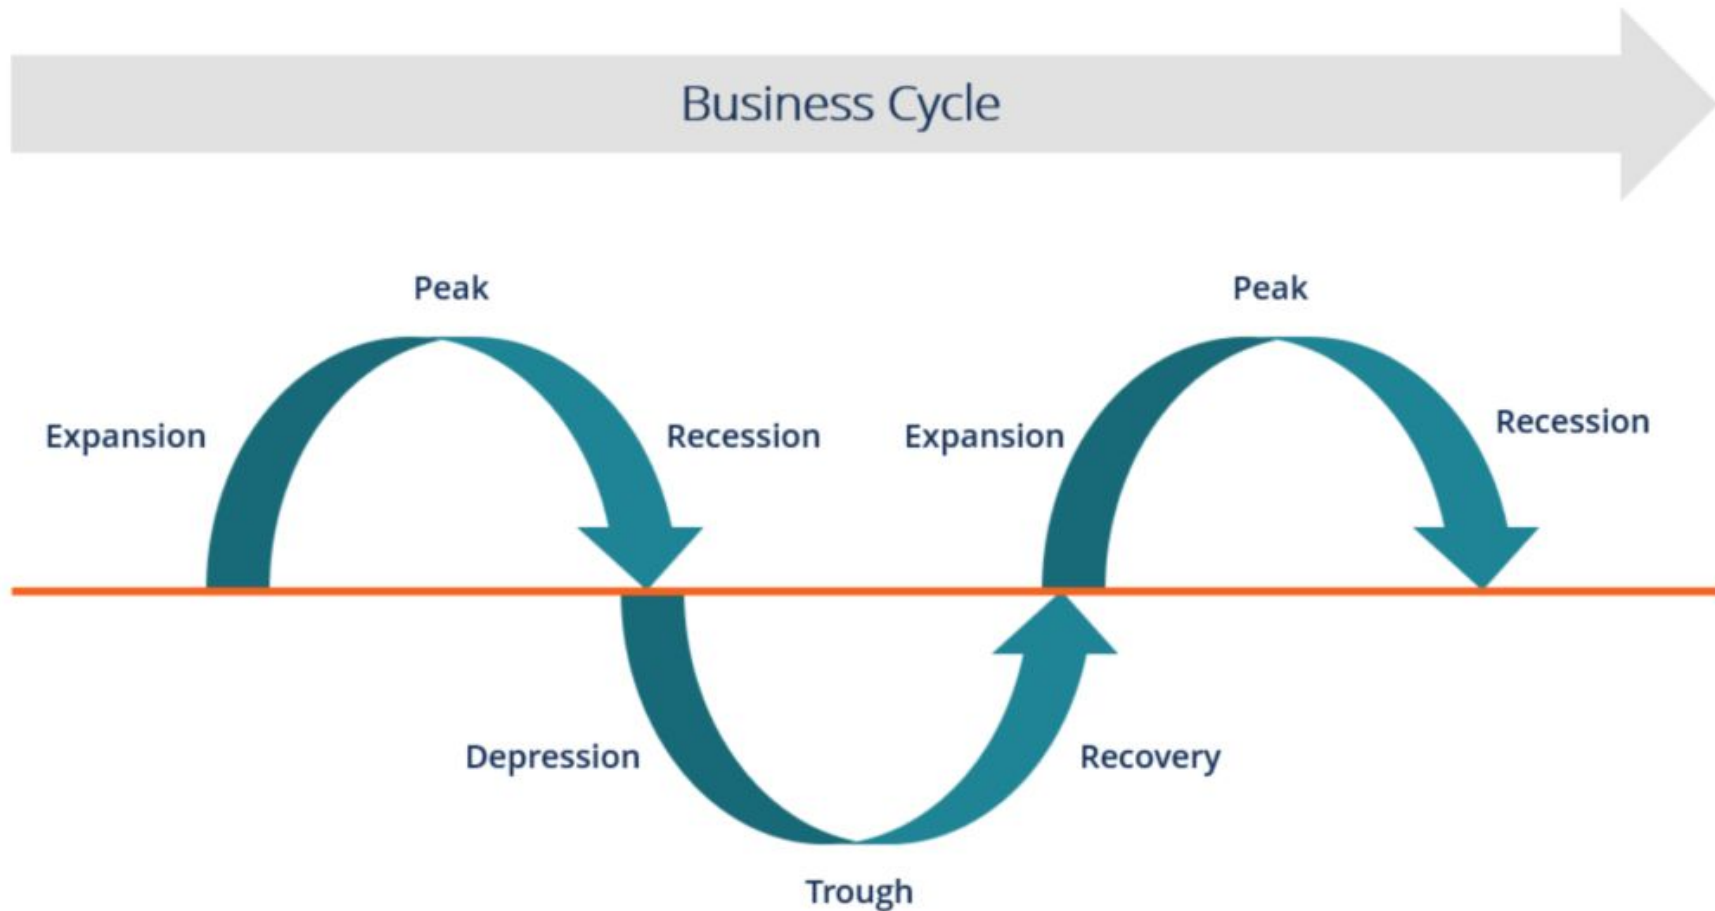 Business Cycle
Peak
Peak
Expansion
Recession
Expansion
Recession
Depression
Recovery
Trough